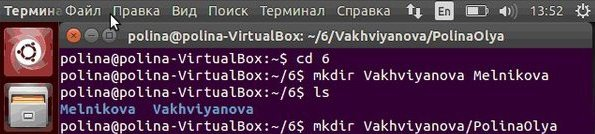 Термина Файл Правка Вид Поиск Терминал Справка En 13:52
polina@polina-VirtualBox: ~/6/Vakhviyanova/PolinaOlya
polina@polina-VirtualBox:~$ cd 6
polina@polina-VirtualBox:~/6$ mkdir Vakhviyanova Melnikova
polina@polina-VirtualBox:~/6$ ls
Melnikova  Vakhviyanova
polina@polina-VirtualBox:~/6$ mkdir Vakhviyanova/PolinaOlya